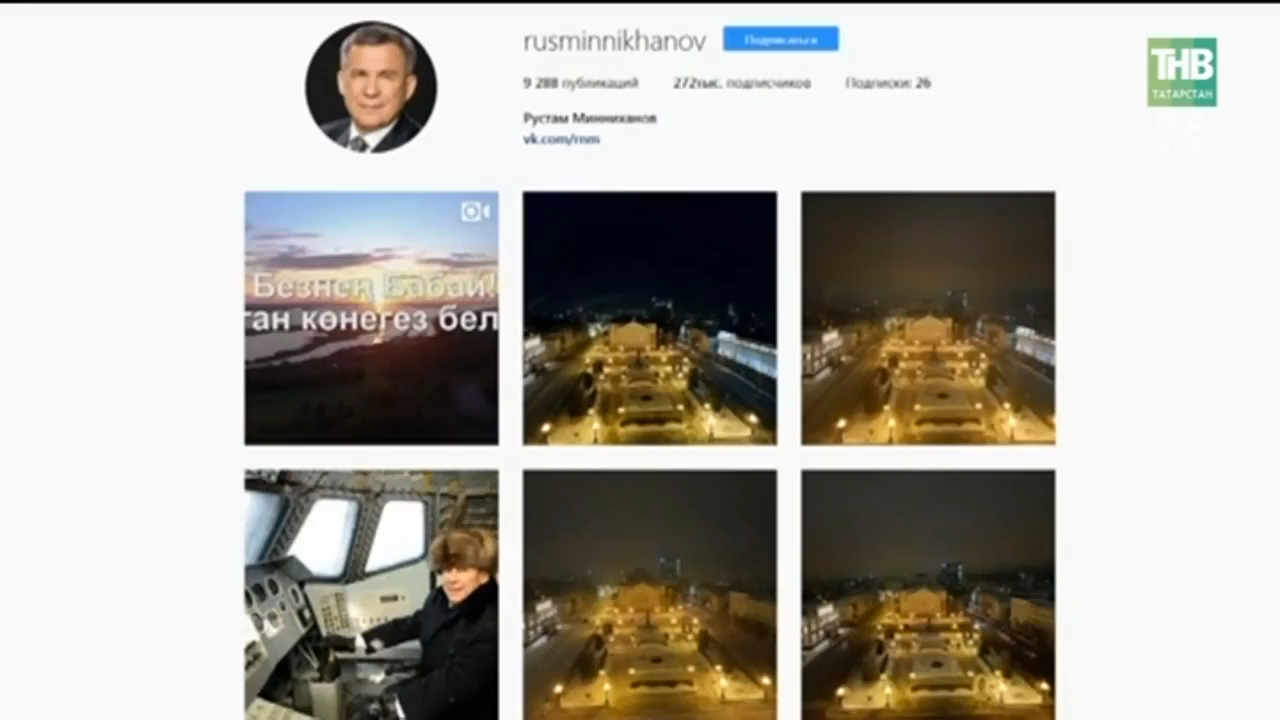 rusminnikhanov
Подписаться
9 288 публикаций 272тыс. подписчиков Подписки: 26
Рустам Минниханов
vk.com/rnm
ТНВ
ТАТАРСТАН
Безнең Бабай!
ган көнегез бел